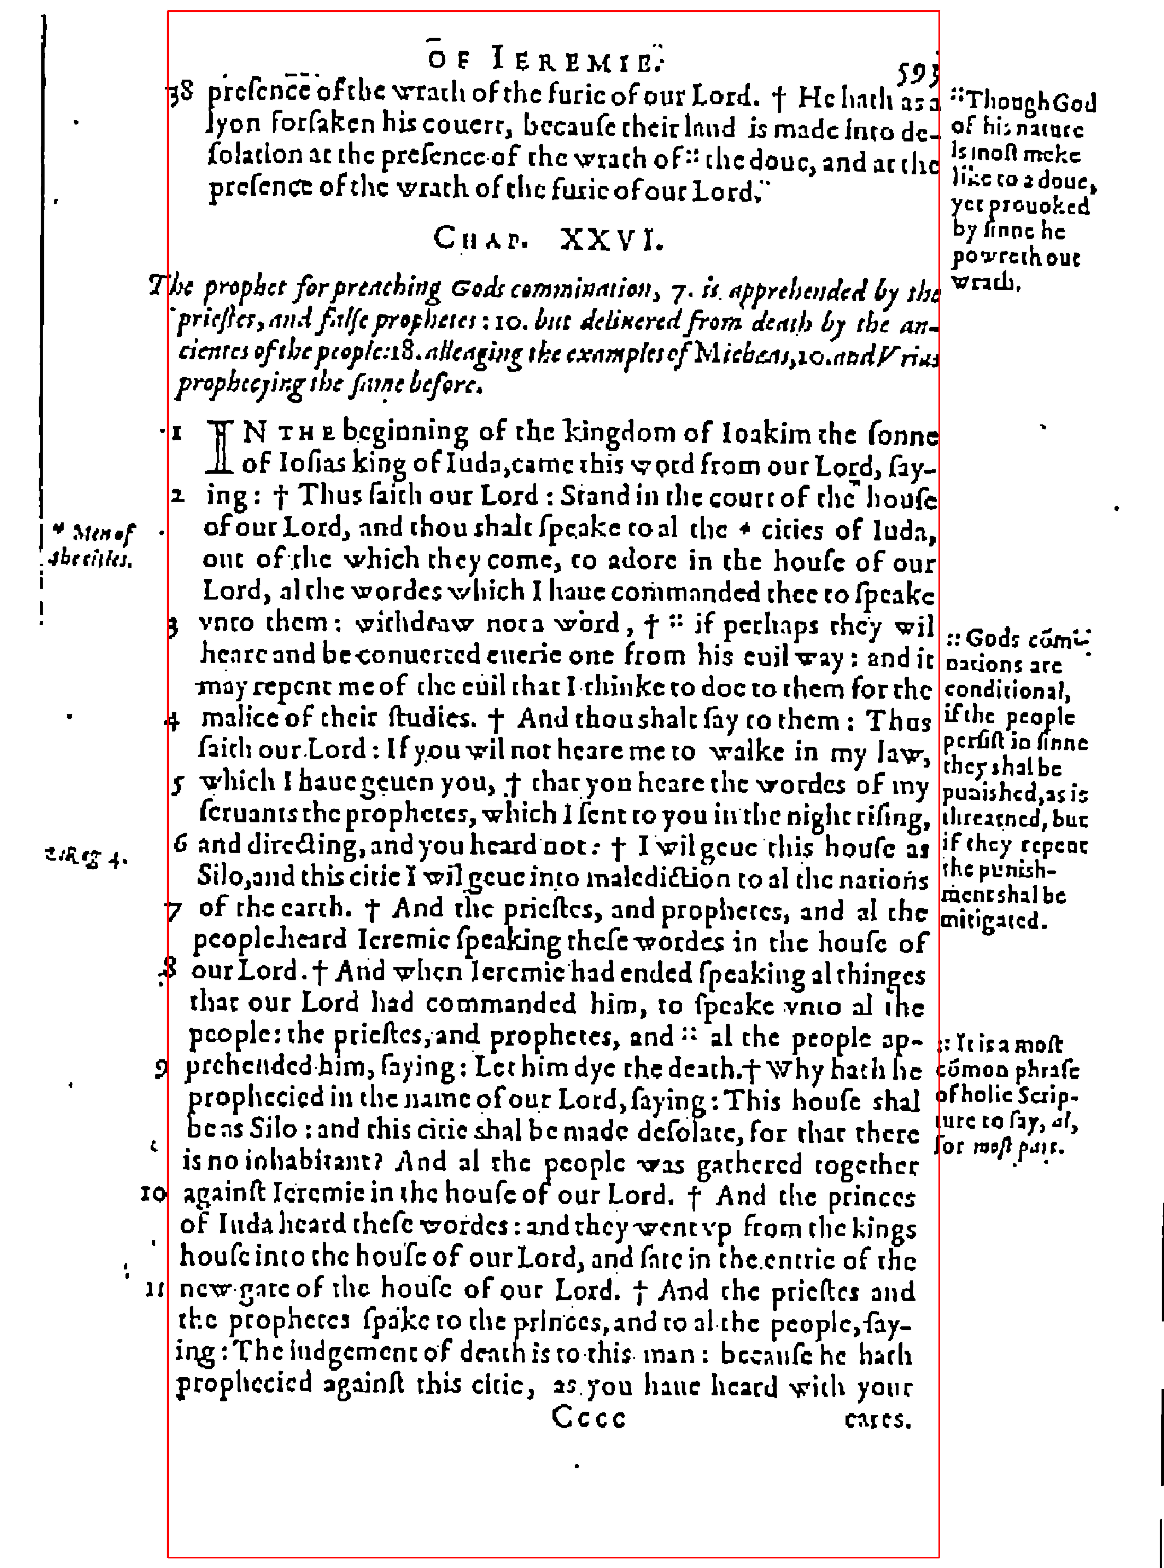 OF IEREMIE.
593
38 presence of the wrath of the furie of our Lord. † He hath as a
lyon forsaken his couert, because their land is made into de-
solation at the presence of the wrath of :: the doue, and at the
presence of the wrath of the furie of our Lord.
:: Though God
of his nature
is most meke
like to a doue,
yet prouoked
by sinne he
powreth out
wrath.
CHAP. XXVI.
The prophet for preaching Gods commination, 7. is apprehended by the
priestes, and false prophetes: 10. but deliuered from death by the an-
cientes of the people: 18. alleaging the examples of Micheas, 20. and Vrias
propheeying the same before.
1 IN THE beginning of the kingdom of Ioakim the sonne
of Iosias king of Iuda, came this word from our Lord, say-
2 ing: † Thus saith our Lord: Stand in the court of the house
of our Lord, and thou shalt speake to al the * cities of Iuda,
out of the which they come, to adore in the house of our
Lord, al the wordes which I haue commanded thee to speake
3 vnto them: withdraw not a word, † :: if perhaps they wil
heare and be conuerted euerie one from his euil way: and it
may repent me of the euil that I thinke to doe to them for the
4 malice of their studies. † And thou shalt say to them: Thus
saith our Lord: If you wil not heare me to walke in my law,
5 which I haue geuen you, † that you heare the wordes of my
seruants the prophetes, which I sent to you in the night rising,
6 and directing, and you heard not: † I wil geue this house as
Silo, and this citie I wil geue into malediction to al the nations
7 of the earth. † And the priestes, and prophetes, and al the
people heard Ieremie speaking these wordes in the house of
8 our Lord. † And when Ieremie had ended speaking al thinges
that our Lord had commanded him, to speake vnto al the
people: the priestes, and prophetes, and :: al the people ap-
9 prehended him, saying: Let him dye the death. † Why hath he
prophecied in the name of our Lord, saying: This house shal
be as Silo: and this citie shal be made desolate, for that there
is no inhabitant? And al the people was gathered together
10 against Ieremie in the house of our Lord. † And the princes
of Iuda heard these wordes: and they went vp from the kings
house into the house of our Lord, and sate in the entrie of the
11 new gate of the house of our Lord. † And the priestes and
the prophetes spake to the princes, and to al the people, say-
ing: The iudgement of death is to this man: because he hath
prophecied against this citie, as you haue heard with your
Cccc
eares.
* Men of
the cities.
2. Reg 4.
:: Gods cōmi-
nations are
conditional,
if the people
persist in sinne
they shal be
punished, as is
threatned, but
if they repent
the punish-
ment shal be
mitigated.
:: It is a most
cōmon phrase
of holie Scrip-
ture to say, al,
for most part.